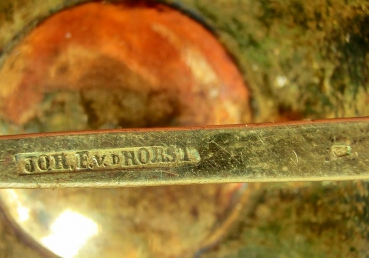 JOH. F. V. D HORST